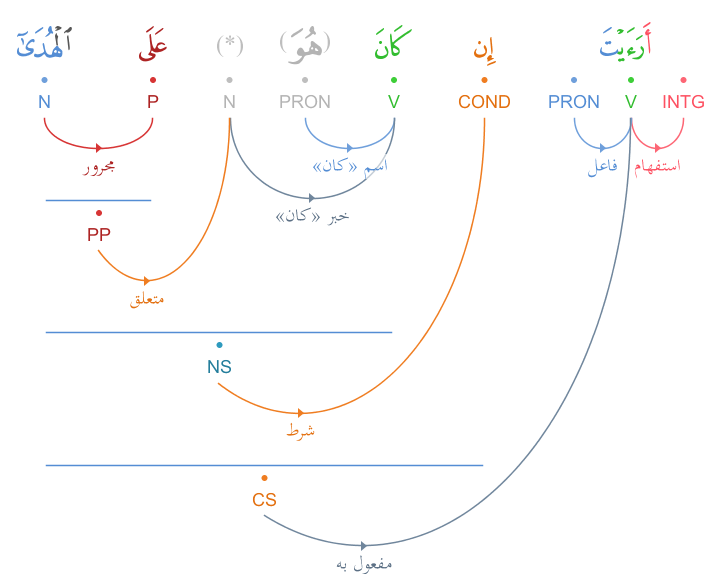 أَرَءَيْتَ إِن كَانَ (هُوَ) (*) عَلَى ٱلْهُدَىٰٓ
INTG V PRON COND V PRON N P N
استفهام فاعل اسم «كان» مجرور
خبر «كان»
PP
متعلق
NS
شرط
CS
مفعول به